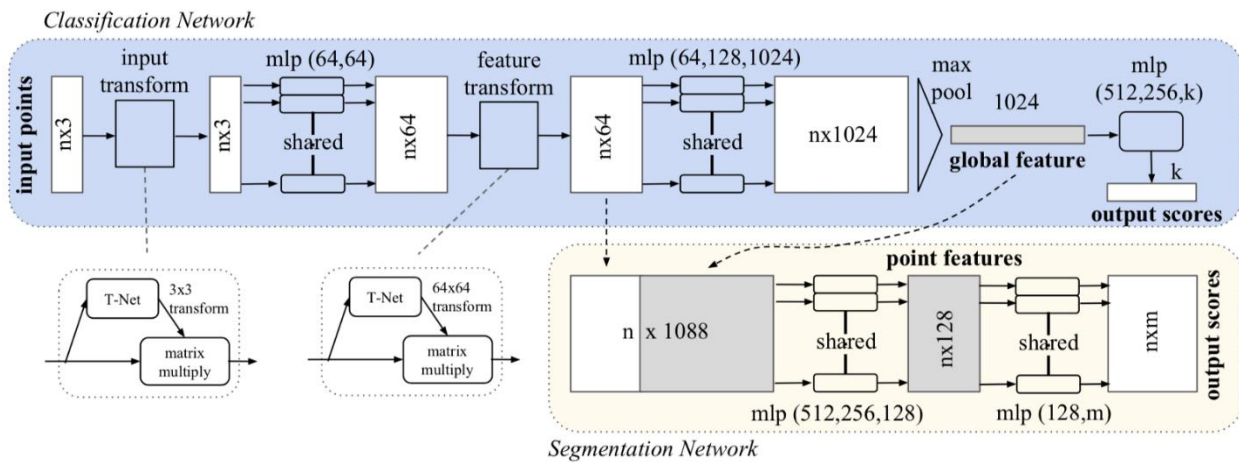 Classification Network
input points
nx3
input
transform
nx3
mlp (64,64)
shared
nx64
feature
transform
nx64
mlp (64,128,1024)
shared
nx1024
max
pool
1024
global feature
mlp
(512,256,k)
k
output scores
T-Net
3x3
transform
matrix
multiply
T-Net
64x64
transform
matrix
multiply
point features
n x 1088
shared
mlp (512,256,128)
nx128
shared
mlp (128,m)
nxm
output scores
Segmentation Network